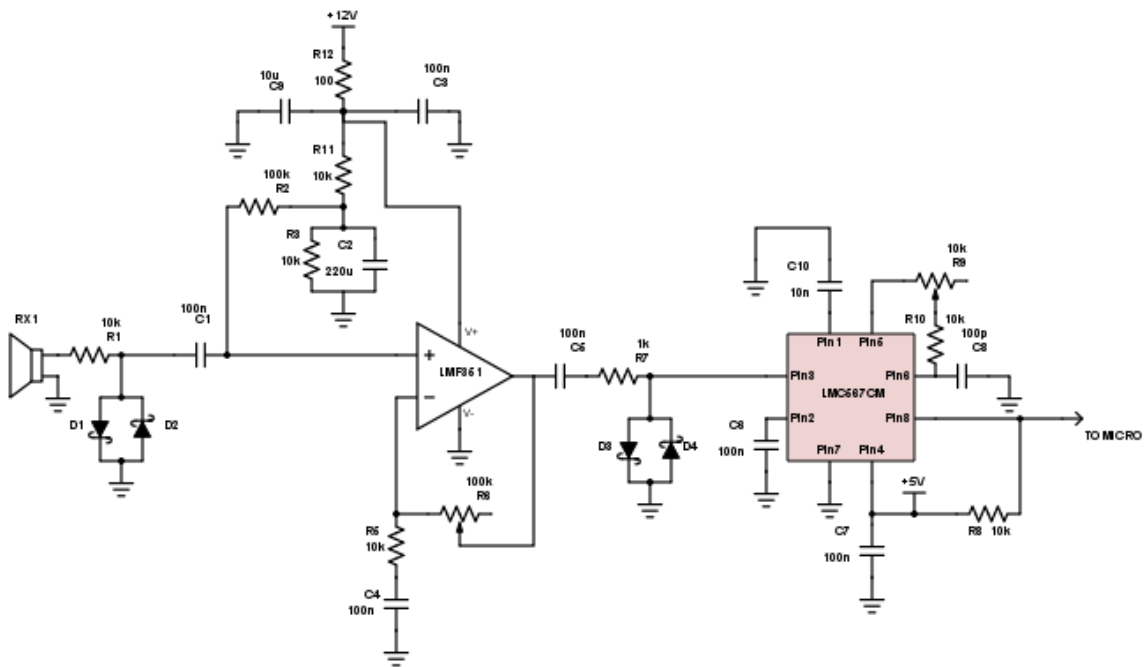 +12V
R12
100
10u
C9
100n
C3
R11
10k
100k
R2
R3
10k
C2
220u
RX1
10k
R1
100n
C1
D1
D2
V+
+
LMF351
-
V-
100k
R6
R5
10k
C4
100n
100n
C5
1k
R7
D3
D4
C10
10n
10k
R9
R10
10k
100p
C8
Pin1
Pin5
Pin3
LMC567CM
Pin6
Pin2
Pin8
Pin7
Pin4
C6
100n
TO MICRO
+5V
C7
100n
R8
10k